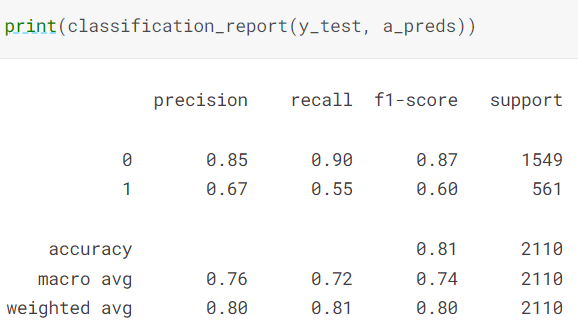 print(classification_report(y_test, a_preds))
precision recall f1-score support
0 0.85 0.90 0.87 1549
1 0.67 0.55 0.60 561
accuracy 0.81 2110
macro avg 0.76 0.72 0.74 2110
weighted avg 0.80 0.81 0.80 2110